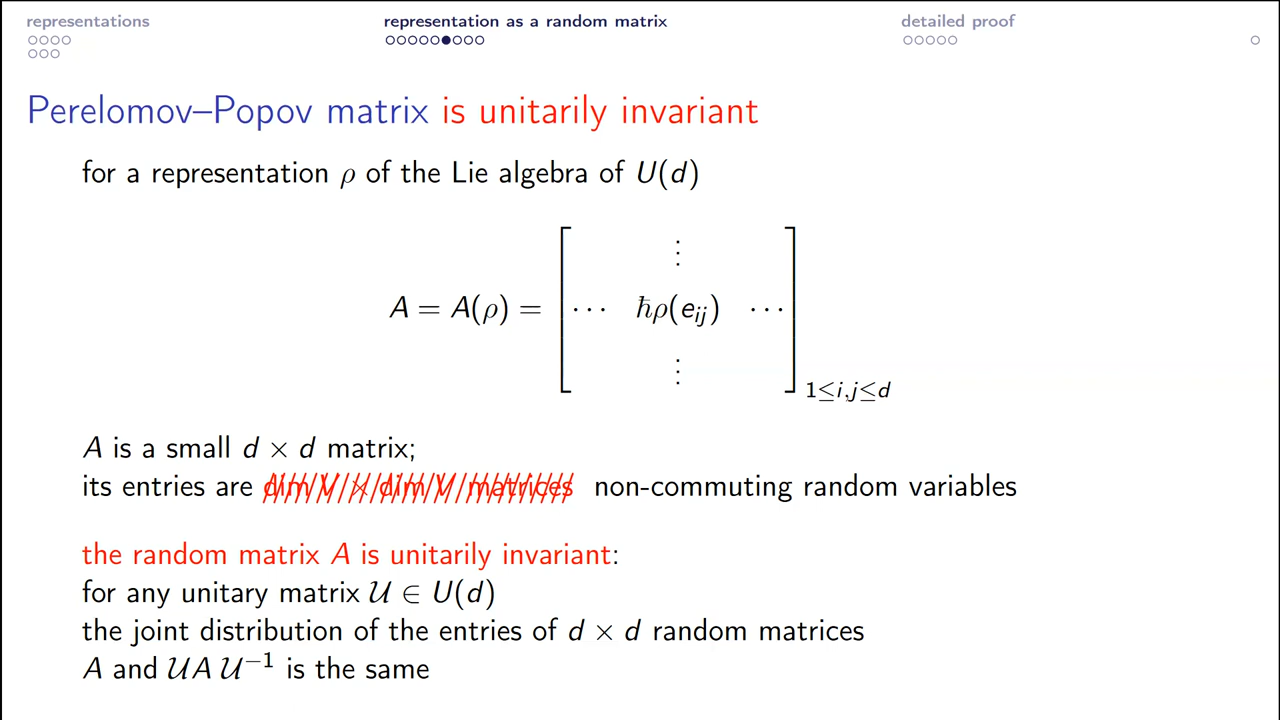 representations representation as a random matrix detailed proof
Perelomov–Popov matrix is unitarily invariant
for a representation ρ of the Lie algebra of U(d)
⋮
A = A(ρ) = [ ⋯ ℏρ(e_ij) ⋯ ]
⋮
1≤i,j≤d
A is a small d × d matrix;
its entries are dim V × dim V matrices non-commuting random variables
the random matrix A is unitarily invariant:
for any unitary matrix 𝒰 ∈ U(d)
the joint distribution of the entries of d × d random matrices
A and 𝒰A 𝒰⁻¹ is the same